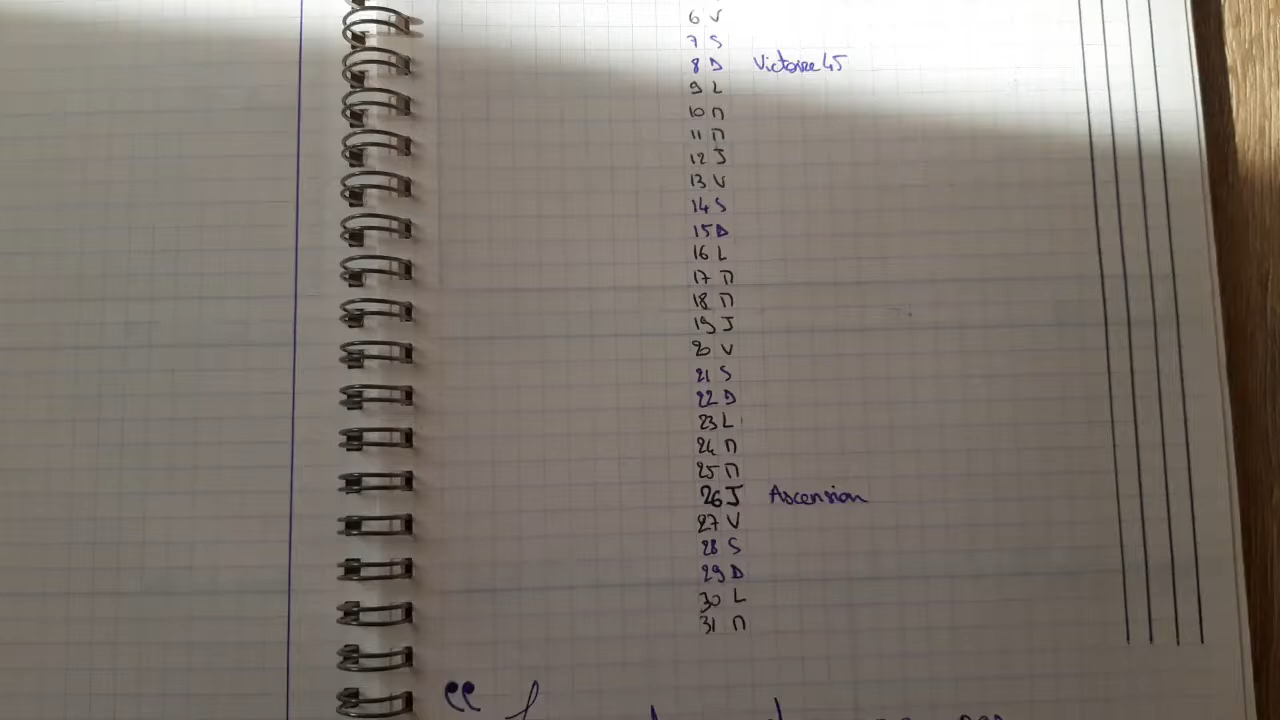 6 V
7 S
8 D Victoire 45
9 L
10 M
11 M
12 J
13 V
14 S
15 D
16 L
17 M
18 M
19 J
20 V
21 S
22 D
23 L
24 M
25 M
26 J Ascension
27 V
28 S
29 D
30 L
31 M